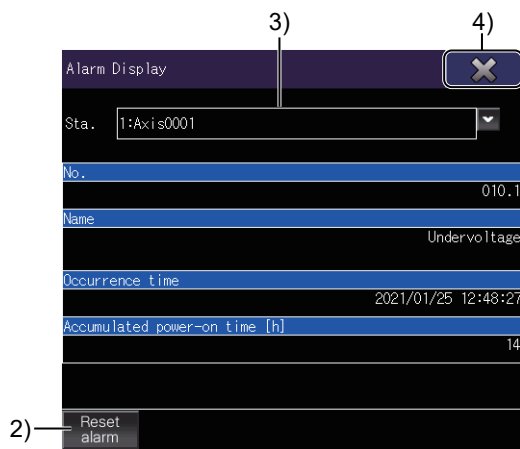 3)
4)
Alarm Display
Sta. 1:Axis0001
No.
010.1
Name
Undervoltage
Occurrence time
2021/01/25 12:48:27
Accumulated power-on time [h]
14
2)
Reset
alarm